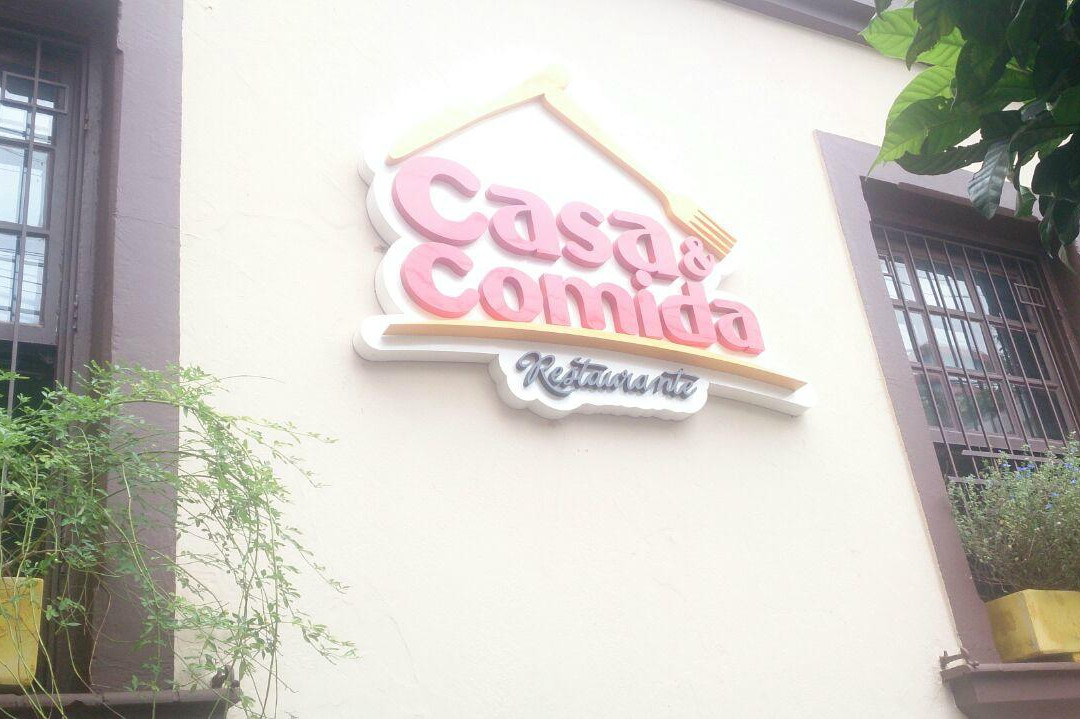 Casa &
Comida
Restaurante